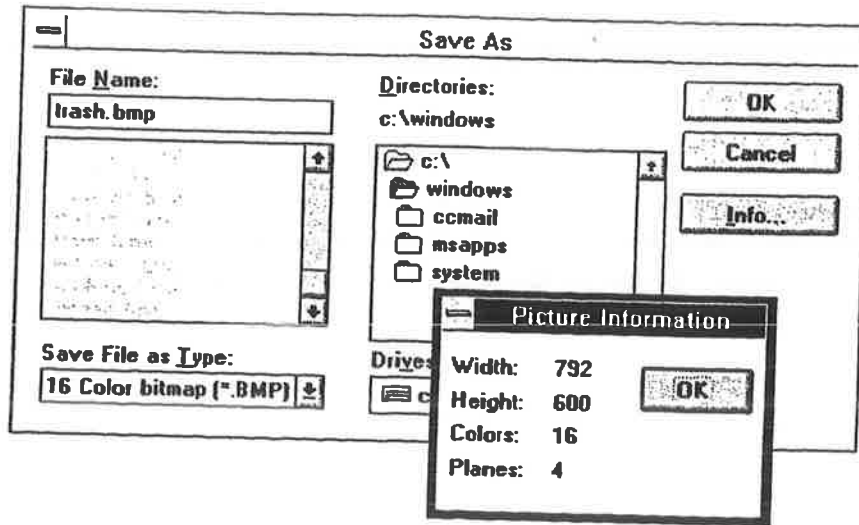 Save As
File Name:
trash.bmp
Directories:
c:\windows
c:\
windows
ccmail
msapps
system
OK
Cancel
Info...
Save File as Type:
16 Color bitmap (*.BMP)
Drives
c
Picture Information
Width: 792
Height: 600
Colors: 16
Planes: 4
OK